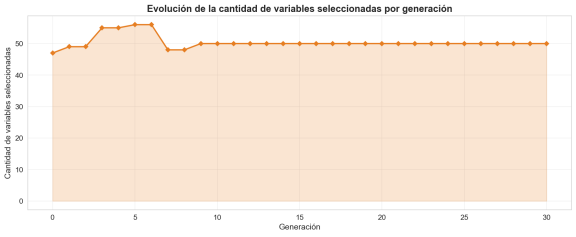 Evolución de la cantidad de variables seleccionadas por generación
Cantidad de variables seleccionadas
50
40
30
20
10
0
0 5 10 15 20 25 30
Generación